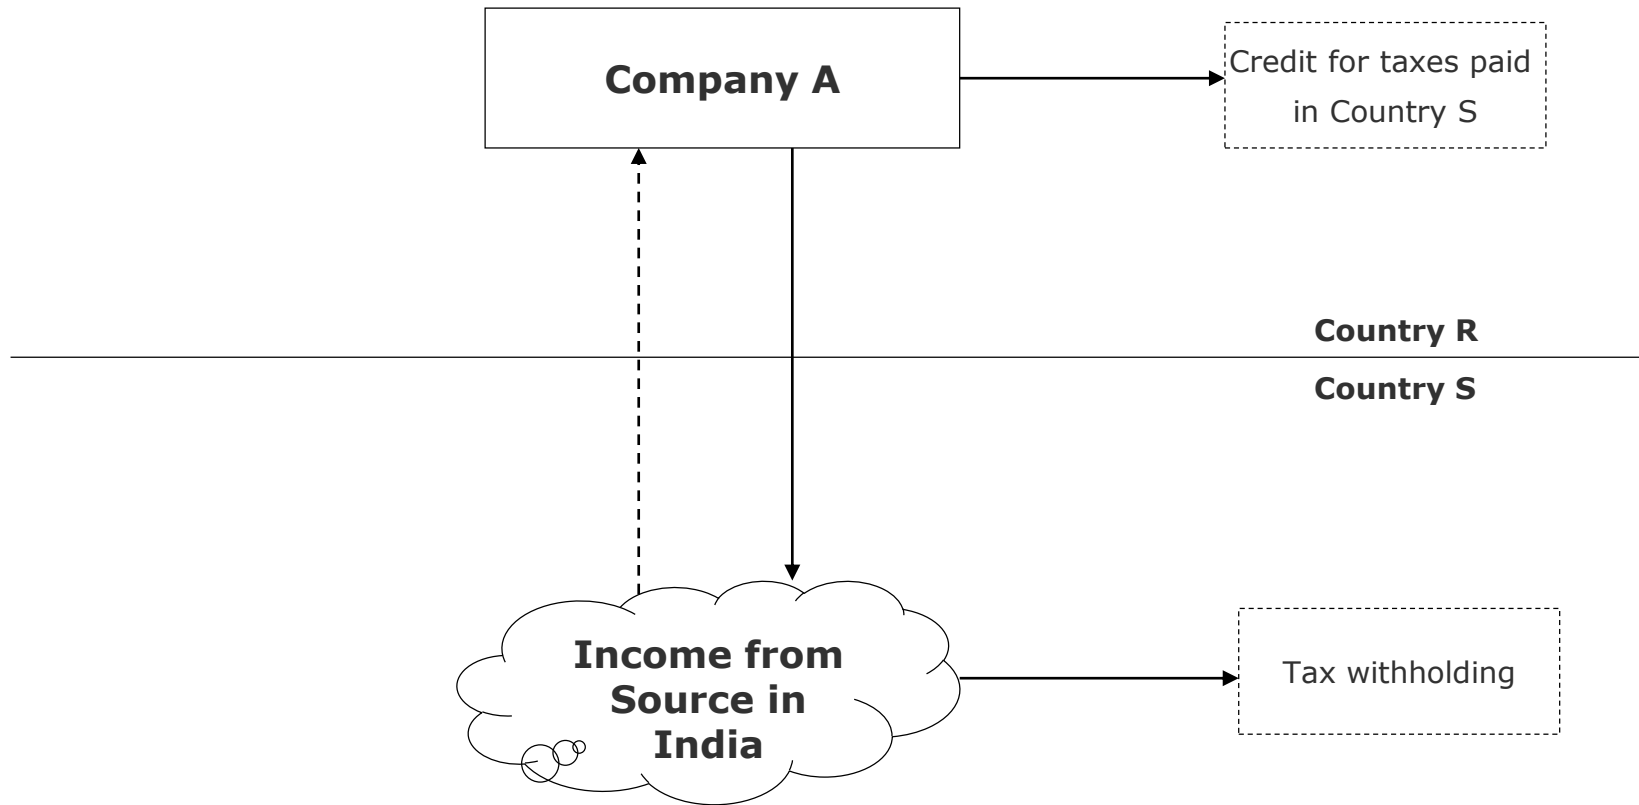 Company A
Credit for taxes paid
in Country S
Country R
Country S
Income from
Source in
India
Tax withholding